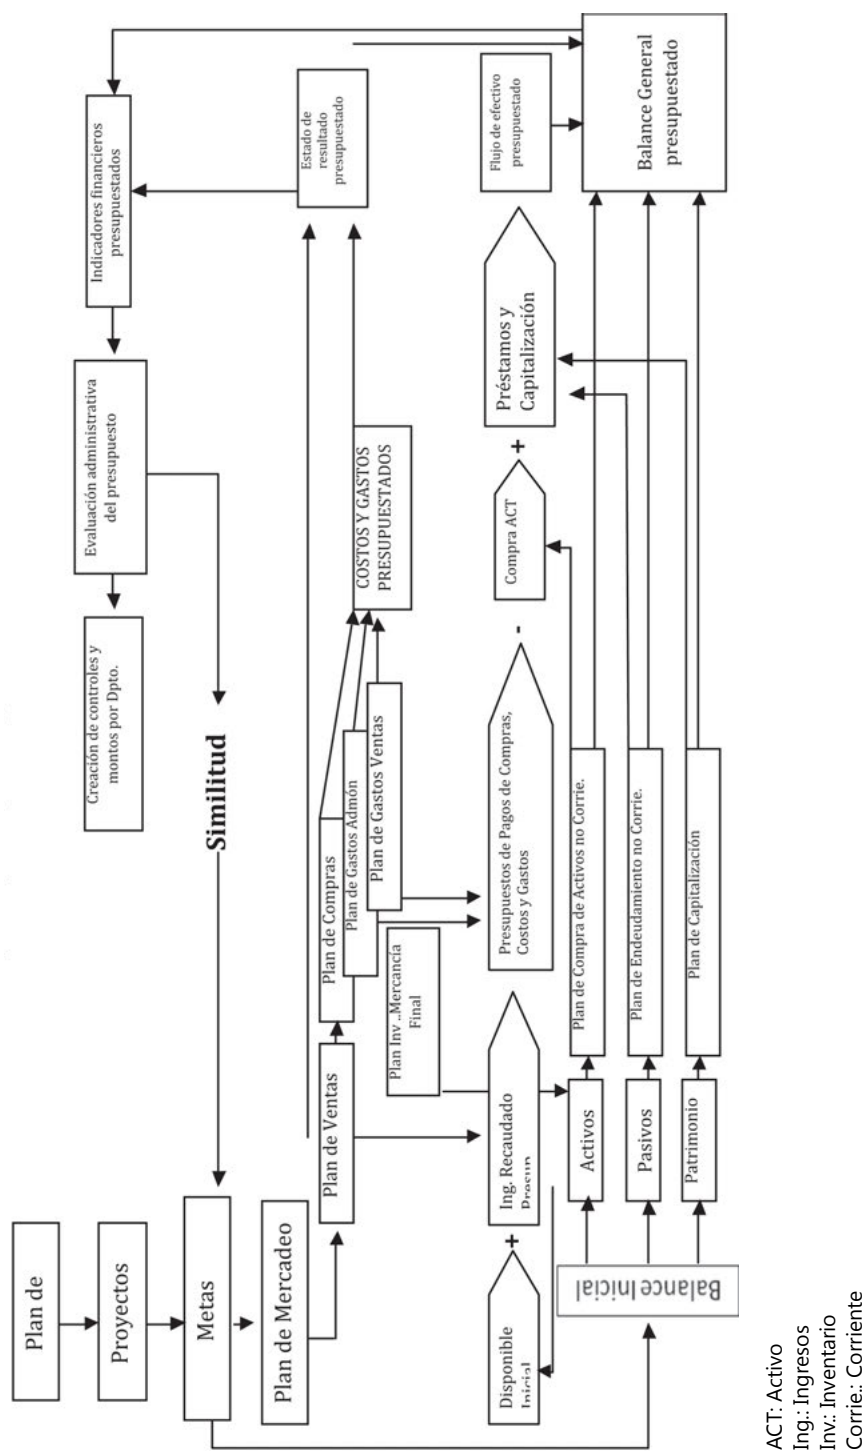 Plan de
Proyectos
Metas
Plan de Mercadeo
Similitud
Creación de controles y
montos por Dpto.
Evaluación administrativa
del presupuesto
Indicadores financieros
presupuestados
Plan de Ventas
Plan de Compras
Plan de Gastos Admón
Plan de Gastos Ventas
COSTOS Y GASTOS
PRESUPUESTADOS
Estado de
resultado
presupuestado
Plan Inv ..Mercancía
Final
Disponible
Inicial
+
Ing. Recaudado
Presup
Presupuestos de Pagos de Compras,
Costos y Gastos
-
Compra ACT
+
Préstamos y
Capitalización
Flujo de efectivo
presupuestado
Balance Inicial
Activos
Plan de Compra de Activos no Corrie.
Pasivos
Plan de Endeudamiento no Corrie.
Patrimonio
Plan de Capitalización
Balance General
presupuestado
ACT: Activo
Ing.: Ingresos
Inv.: Inventario
Corrie.: Corriente